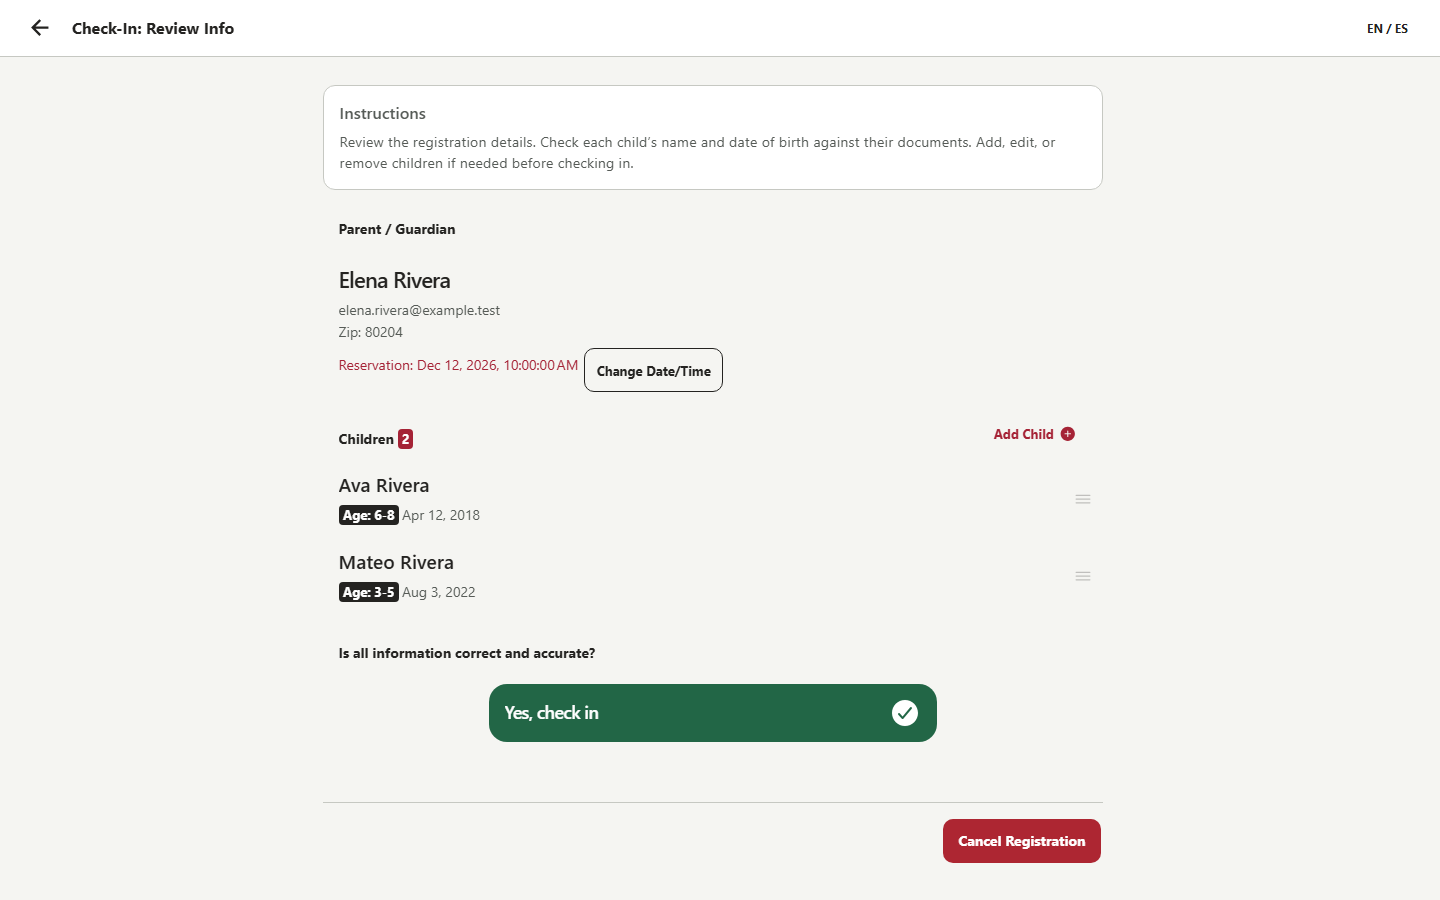 Check-In: Review Info
EN / ES
Instructions
Review the registration details. Check each child's name and date of birth against their documents. Add, edit, or
remove children if needed before checking in.
Parent / Guardian
Elena Rivera
elena.rivera@example.test
Zip: 80204
Reservation: Dec 12, 2026, 10:00:00 AM
Change Date/Time
Children 2
Add Child
Ava Rivera
Age: 6-8 Apr 12, 2018
Mateo Rivera
Age: 3-5 Aug 3, 2022
Is all information correct and accurate?
Yes, check in
Cancel Registration